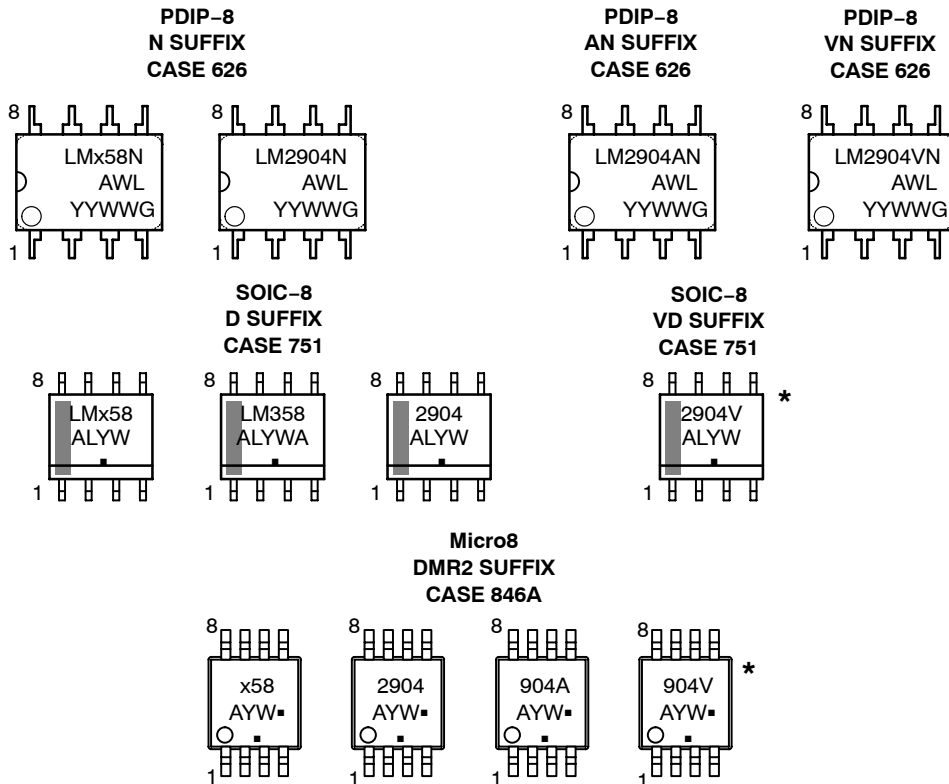 PDIP–8
N SUFFIX
CASE 626
PDIP–8
AN SUFFIX
CASE 626
PDIP–8
VN SUFFIX
CASE 626
8
LMx58N
AWL
YYWWG
1
8
LM2904N
AWL
YYWWG
1
8
LM2904AN
AWL
YYWWG
1
8
LM2904VN
AWL
YYWWG
1
SOIC–8
D SUFFIX
CASE 751
SOIC–8
VD SUFFIX
CASE 751
8
LMx58
ALYW
▪
1
8
LM358
ALYWA
▪
1
8
2904
ALYW
▪
1
8
2904V
ALYW
▪
1
*
Micro8
DMR2 SUFFIX
CASE 846A
8
x58
AYW▪
▪
1
8
2904
AYW▪
▪
1
8
904A
AYW▪
▪
1
8
904V
AYW▪
▪
1
*